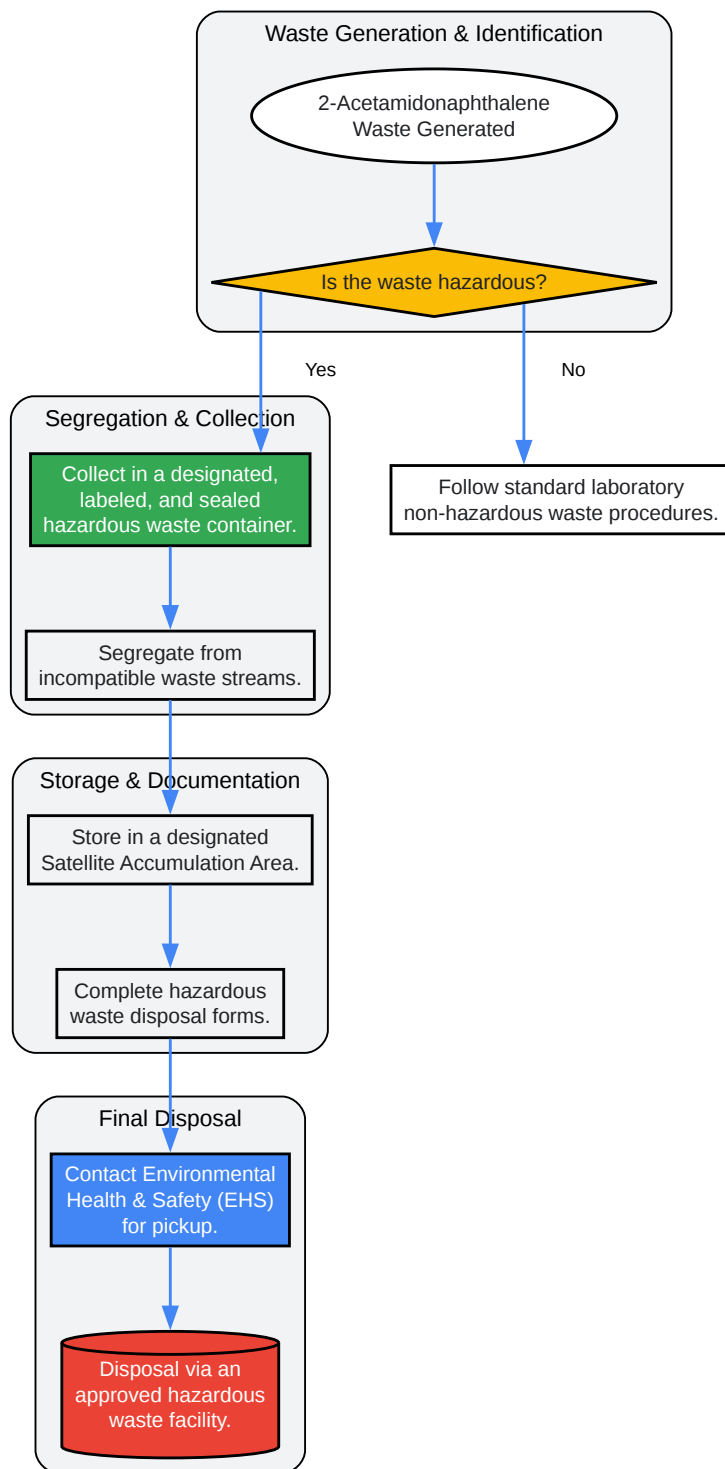 Waste Generation & Identification
2-Acetamidonaphthalene
Waste Generated
Is the waste hazardous?
Yes
No
Segregation & Collection
Collect in a designated,
labeled, and sealed
hazardous waste container.
Follow standard laboratory
non-hazardous waste procedures.
Segregate from
incompatible waste streams.
Storage & Documentation
Store in a designated
Satellite Accumulation Area.
Complete hazardous
waste disposal forms.
Final Disposal
Contact Environmental
Health & Safety (EHS)
for pickup.
Disposal via an
approved hazardous
waste facility.